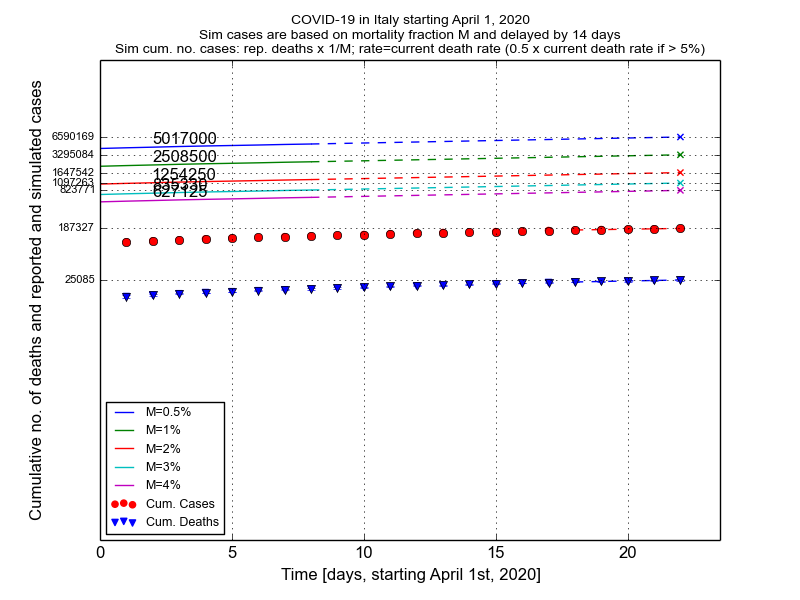 COVID-19 in Italy starting April 1, 2020
Sim cases are based on mortality fraction M and delayed by 14 days
Sim cum. no. cases: rep. deaths x 1/M; rate=current death rate (0.5 x current death rate if > 5%)
Cumulative no. of deaths and reported and simulated cases
6590169
3295084
1647542
1097263
823771
187327
25085
5017000
2508500
1254250
835330
627125
M=0.5%
M=1%
M=2%
M=3%
M=4%
Cum. Cases
Cum. Deaths
0
5
10
15
20
Time [days, starting April 1st, 2020]